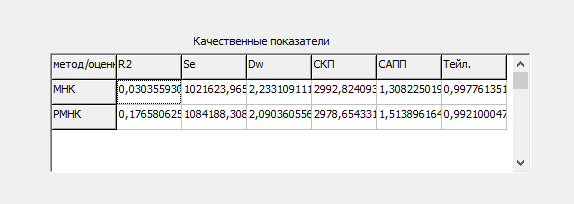 Качественные показатели
метод/оценк R2 Se Dw СКП САПП Тейл.
МНК 0,030355930 1021623,965 2,233109111 2992,824093 1,308225019 0,997761351
РМНК 0,176580625 1084188,308 2,090360556 2978,654331 1,513896164 0,992100047